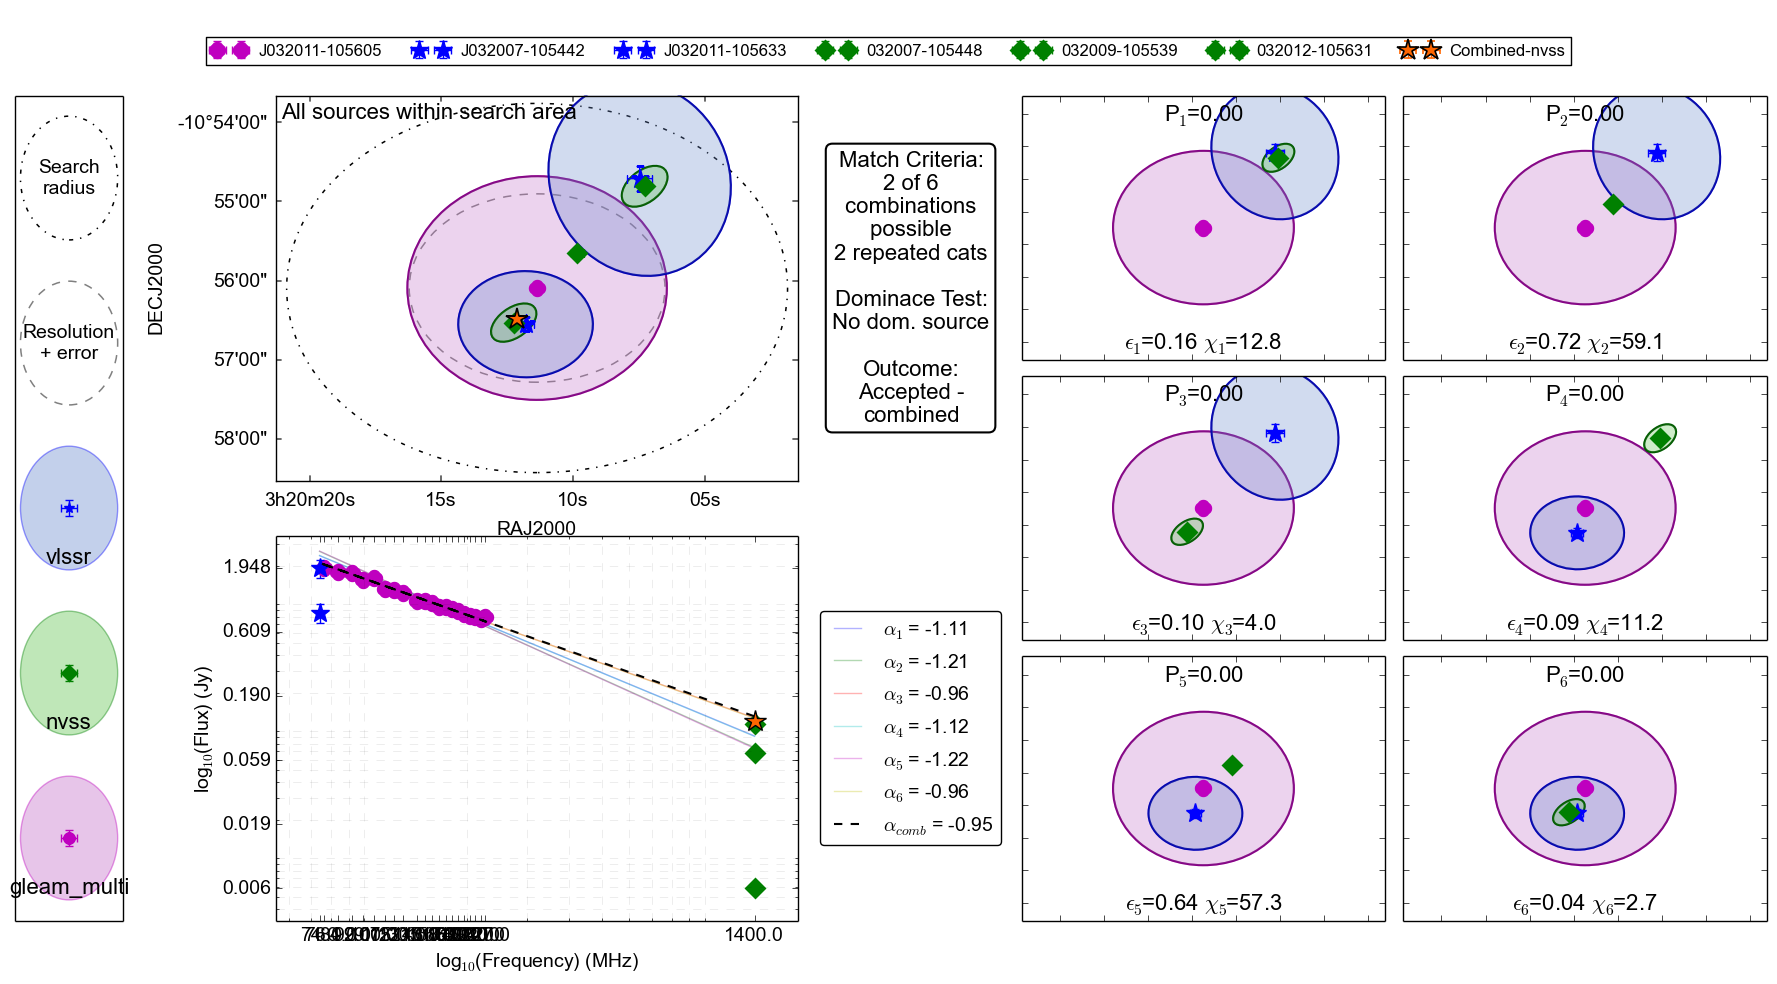 J032011-105605
J032007-105442
J032011-105633
032007-105448
032009-105539
032012-105631
Combined-nvss
Search
radius
Resolution
+ error
vlssr
nvss
gleam_multi
All sources within search area
DECJ2000
-10°54'00"
55'00"
56'00"
57'00"
58'00"
3h20m20s
15s
10s
05s
RAJ2000
Match Criteria:
2 of 6
combinations
possible
2 repeated cats
Dominace Test:
No dom. source
Outcome:
Accepted -
combined
log₁₀(Flux) (Jy)
1.948
0.609
0.190
0.059
0.019
0.006
1400.0
log₁₀(Frequency) (MHz)
α₁ = -1.11
α₂ = -1.21
α₃ = -0.96
α₄ = -1.12
α₅ = -1.22
α₆ = -0.96
α_comb = -0.95
P₁=0.00
ϵ₁=0.16 χ₁=12.8
P₂=0.00
ϵ₂=0.72 χ₂=59.1
P₃=0.00
ϵ₃=0.10 χ₃=4.0
P₄=0.00
ϵ₄=0.09 χ₄=11.2
P₅=0.00
ϵ₅=0.64 χ₅=57.3
P₆=0.00
ϵ₆=0.04 χ₆=2.7